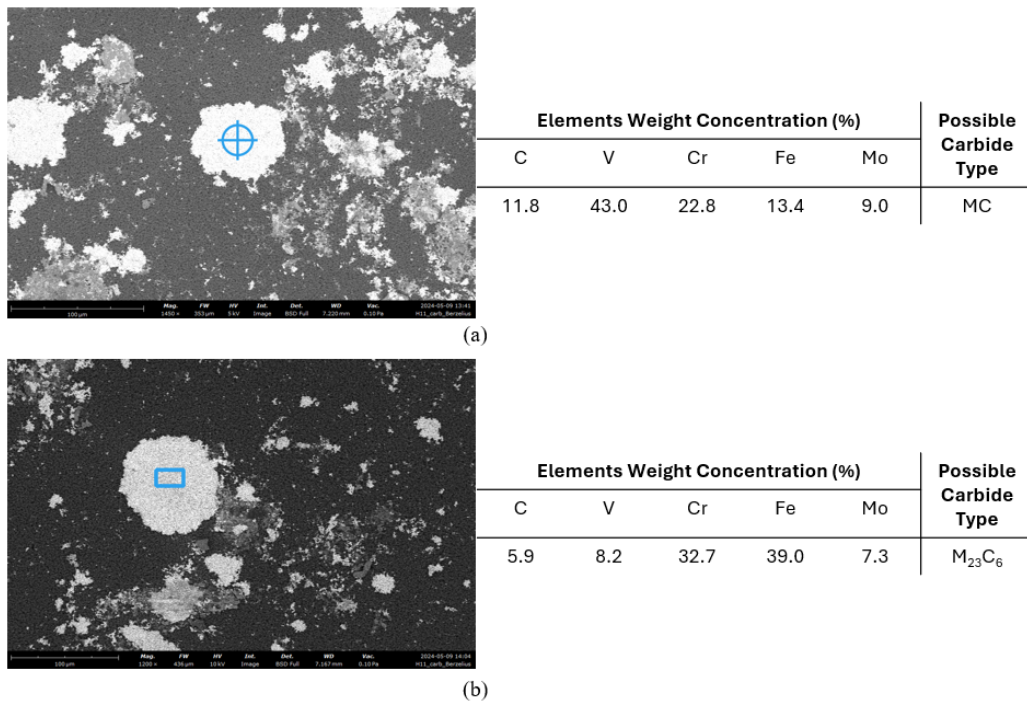 Elements Weight Concentration (%)
Possible Carbide Type
C V Cr Fe Mo
11.8 43.0 22.8 13.4 9.0 MC
100 µm
Mag. FW HV Int. Det. WD Vac. 2024-05-09 13:41
1450 × 353 µm 5 kV Image BSD Full 7.220 mm 0.10 Pa H11_carb_Berzelius
(a)
Elements Weight Concentration (%)
Possible Carbide Type
C V Cr Fe Mo
5.9 8.2 32.7 39.0 7.3 M₂₃C₆
100 µm
Mag. FW HV Int. Det. WD Vac. 2024-05-09 14:04
1200 × 436 µm 10 kV Image BSD Full 7.167 mm 0.10 Pa H11_carb_Berzelius
(b)